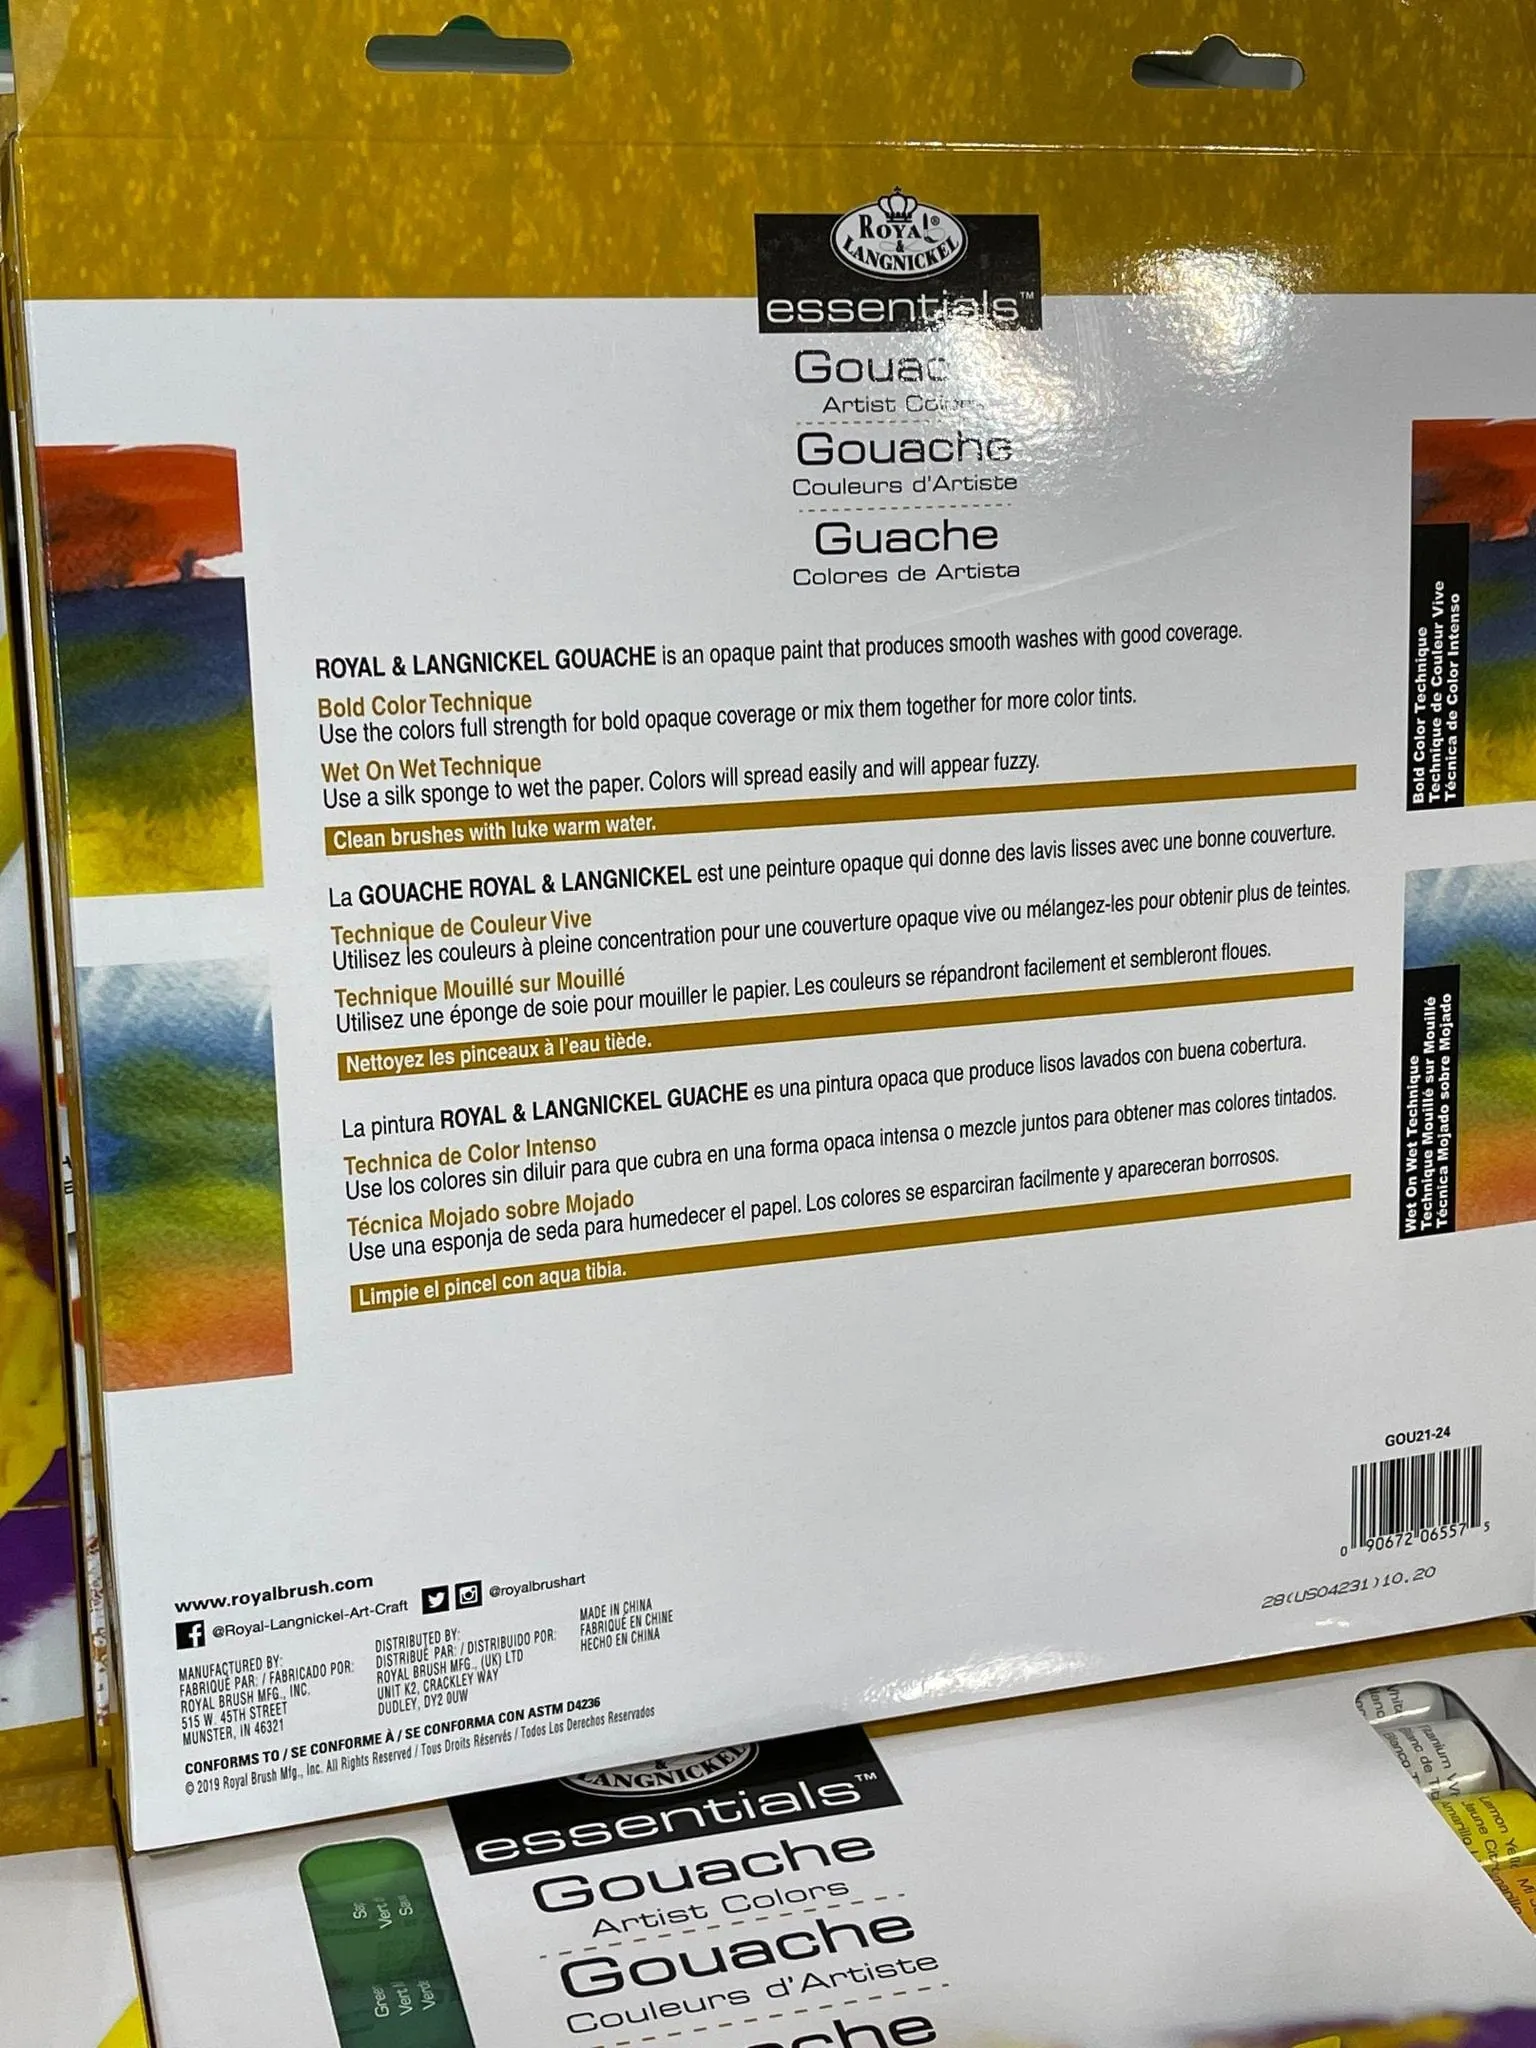 ROYAL®
&
LANGNICKEL
essentials™
Artist
Gouache
Couleurs d'Artiste
Guache
Colores de Artista
ROYAL & LANGNICKEL GOUACHE is an opaque paint that produces smooth washes with good coverage.
Bold Color Technique
Use the colors full strength for bold opaque coverage or mix them together for more color tints.
Wet On Wet Technique
Use a silk sponge to wet the paper. Colors will spread easily and will appear fuzzy.
Clean brushes with luke warm water.
La GOUACHE ROYAL & LANGNICKEL est une peinture opaque qui donne des lavis lisses avec une bonne couverture.
Technique de Couleur Vive
Utilisez les couleurs à pleine concentration pour une couverture opaque vive ou mélangez-les pour obtenir plus de teintes.
Technique Mouillé sur Mouillé
Utilisez une éponge de soie pour mouiller le papier. Les couleurs se répandront facilement et sembleront floues.
Nettoyez les pinceaux à l'eau tiède.
La pintura ROYAL & LANGNICKEL GUACHE es una pintura opaca que produce lisos lavados con buena cobertura.
Technica de Color Intenso
Use los colores sin diluir para que cubra en una forma opaca intensa o mezcle juntos para obtener mas colores tintados.
Técnica Mojado sobre Mojado
Use una esponja de seda para humedecer el papel. Los colores se esparciran facilmente y apareceran borrosos.
Limpie el pincel con aqua tibia.
Bold Color Technique
Technique de Couleur Vive
Técnica de Color Intenso
Wet On Wet Technique
Technique Mouillé sur Mouillé
Técnica Mojado sobre Mojado
GOU21-24
0 90672 06557 5
28(US04231)10.20
www.royalbrush.com
@Royal-Langnickel-Art-Craft
@royalbrushart
MANUFACTURED BY:
FABRIQUÉ PAR: / FABRICADO POR:
ROYAL BRUSH MFG., INC.
515 W. 45TH STREET
MUNSTER, IN 46321
DISTRIBUTED BY:
DISTRIBUÉ PAR: / DISTRIBUIDO POR:
ROYAL BRUSH MFG., (UK) LTD
UNIT K2, CRACKLEY WAY
DUDLEY, DY2 0UW
MADE IN CHINA
FABRIQUÉ EN CHINE
HECHO EN CHINA
CONFORMS TO / SE CONFORME À / SE CONFORMA CON ASTM D4236
© 2019 Royal Brush Mfg., Inc. All Rights Reserved / Tous Droits Réservés / Todos Los Derechos Reservados
&
LANGNICKEL
essentials™
Gouache
Artist Colors
Gouache
Couleurs d'Artiste
Vert
Vert
Blanc de
Blanco
Lemon
Jaune
Amarillo